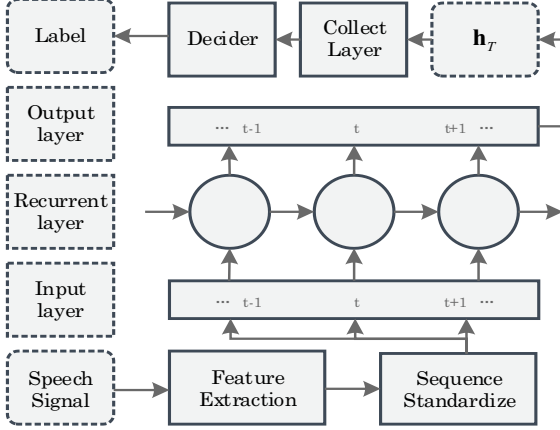 Label
Decider
Collect
Layer
h_T
Output
layer
... t-1 t t+1 ...
Recurrent
layer
Input
layer
... t-1 t t+1 ...
Speech
Signal
Feature
Extraction
Sequence
Standardize